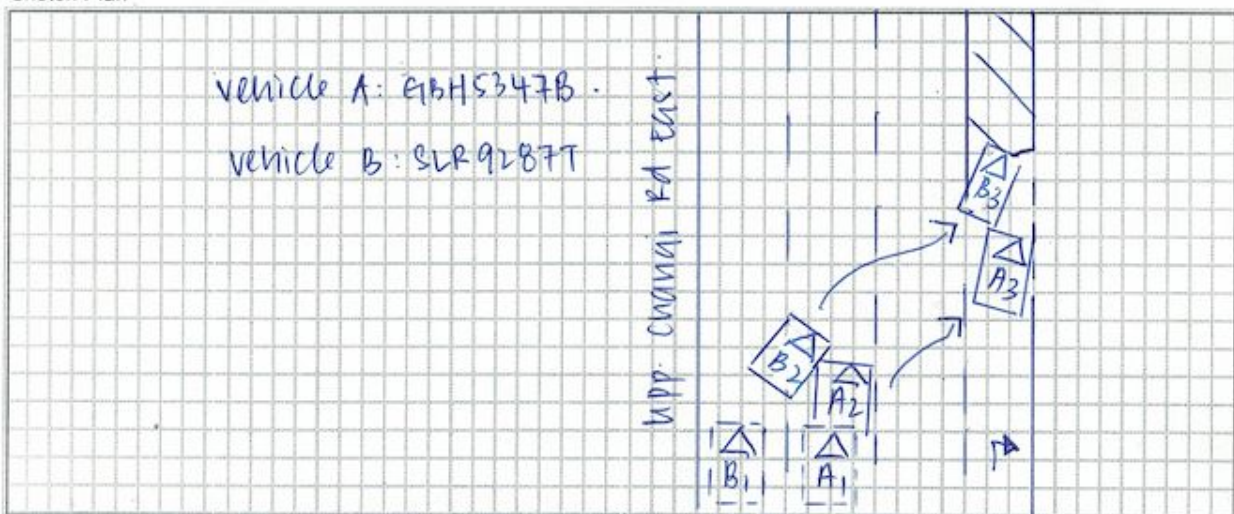 vehicle A: GBH5347B.
vehicle B: SLR9287T
Upp. Changi Rd East.
B3
A3
B2
A2
B1
A1